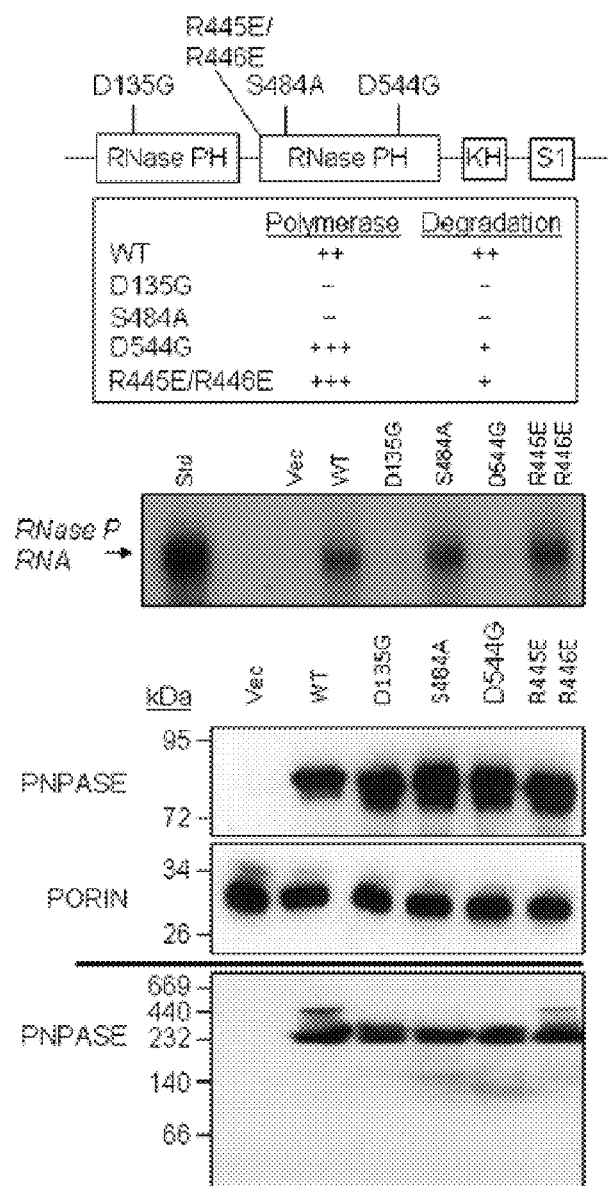 R445E/
R446E
D135G S484A D544G
RNase PH RNase PH KH S1
Polymerase Degradation
WT ++ ++
D135G – –
S484A – –
D544G +++ +
R445E/R446E +++ +
Std Vec WT D135G S484A D544G R445E R446E
RNase P
RNA
kDa Vec WT D135G S484A D544G R445E R446E
95
PNPASE
72
34
PORIN
26
669
440
PNPASE 232
140
66